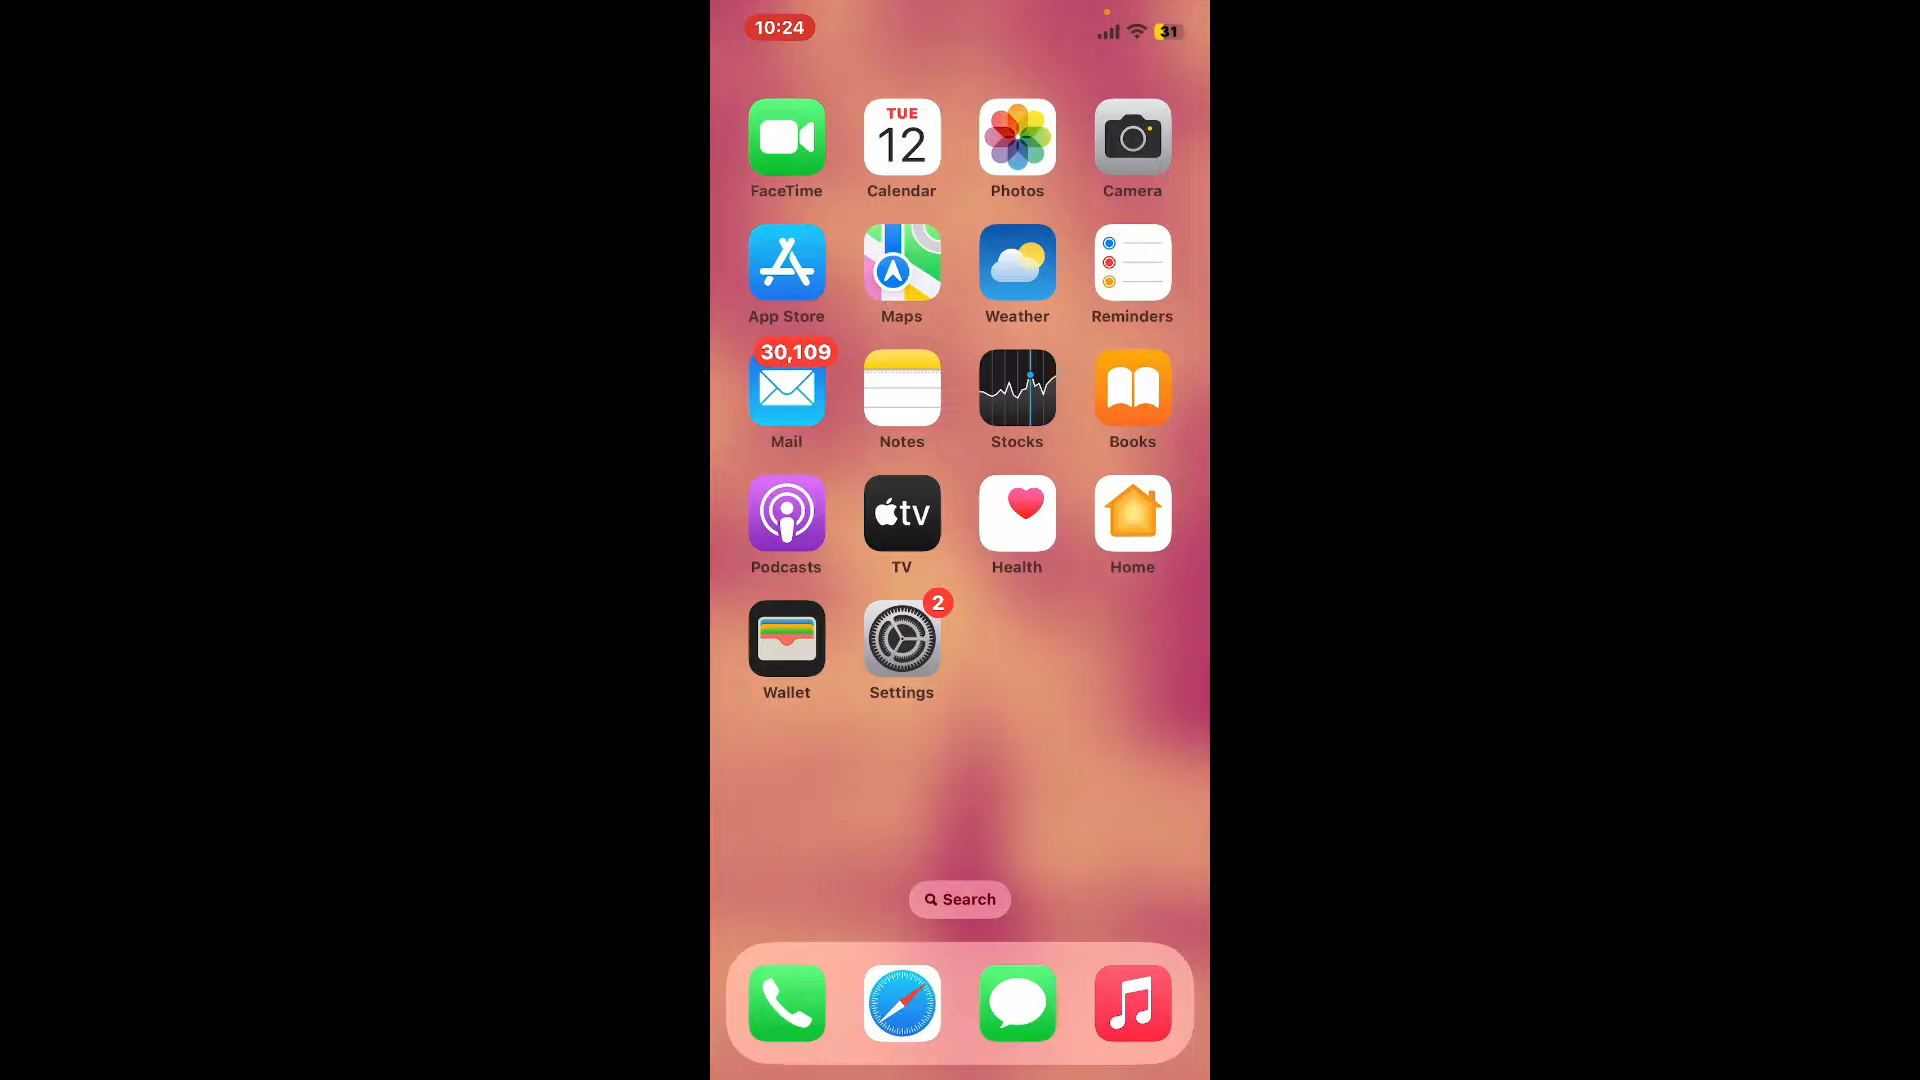 10:24
31
TUE
12
FaceTime
Calendar
Photos
Camera
App Store
Maps
Weather
Reminders
30,109
Mail
Notes
Stocks
Books
tv
Podcasts
TV
Health
Home
2
Wallet
Settings
Search